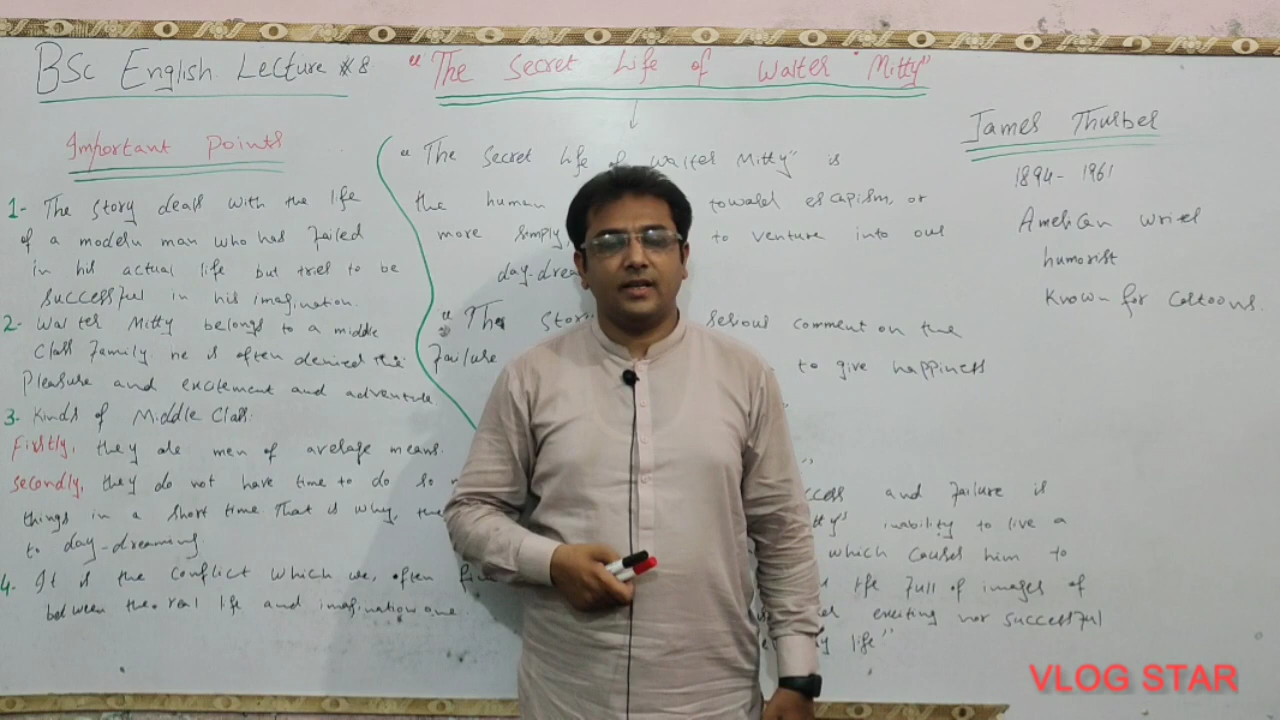 BSc English Lecture # 8
"The Secret Life of Walter Mitty"
Important Points
1- The story deals with the life
of a modern man who has failed
in his actual life but tries to be
successful in his imagination.
2- Walter Mitty belongs to a middle
class family he is often denied the
Pleasure and excitement and adventure
3- Kinds of Middle Class.
Firstly, they are men of average means.
Secondly, they do not have time to do so
things in a short time That is why, the
to day-dreaming
4. It is the conflict which we, often
between the real life and imagination one.
"The Secret life of Walter Mitty" is
the human toward escapism, or
more simply, to venture into our
day-drea
"The Stor serious comment on the
Failure to give happiness
ccess and Failure is
tty's inability to live a
which causes him to
life full of images of
exciting nor successful
life"
James Thurber
1894- 1961
American writer
humorist
Known for cartoons.
VLOG STAR